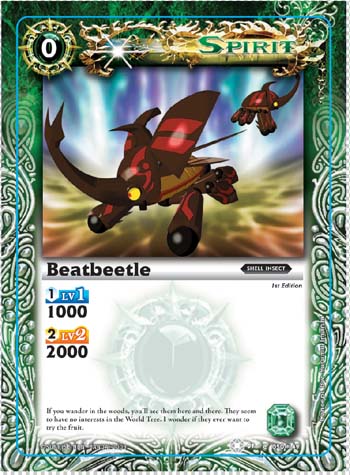 0
SPIRIT
Beatbeetle
SHELL INSECT
1st Edition
1 LV1
1000
2 LV2
2000
If you wander in the woods, you'll see them here and there. They seem
to have no interests in the World Tree. I wonder if they ever want to
try the fruit.